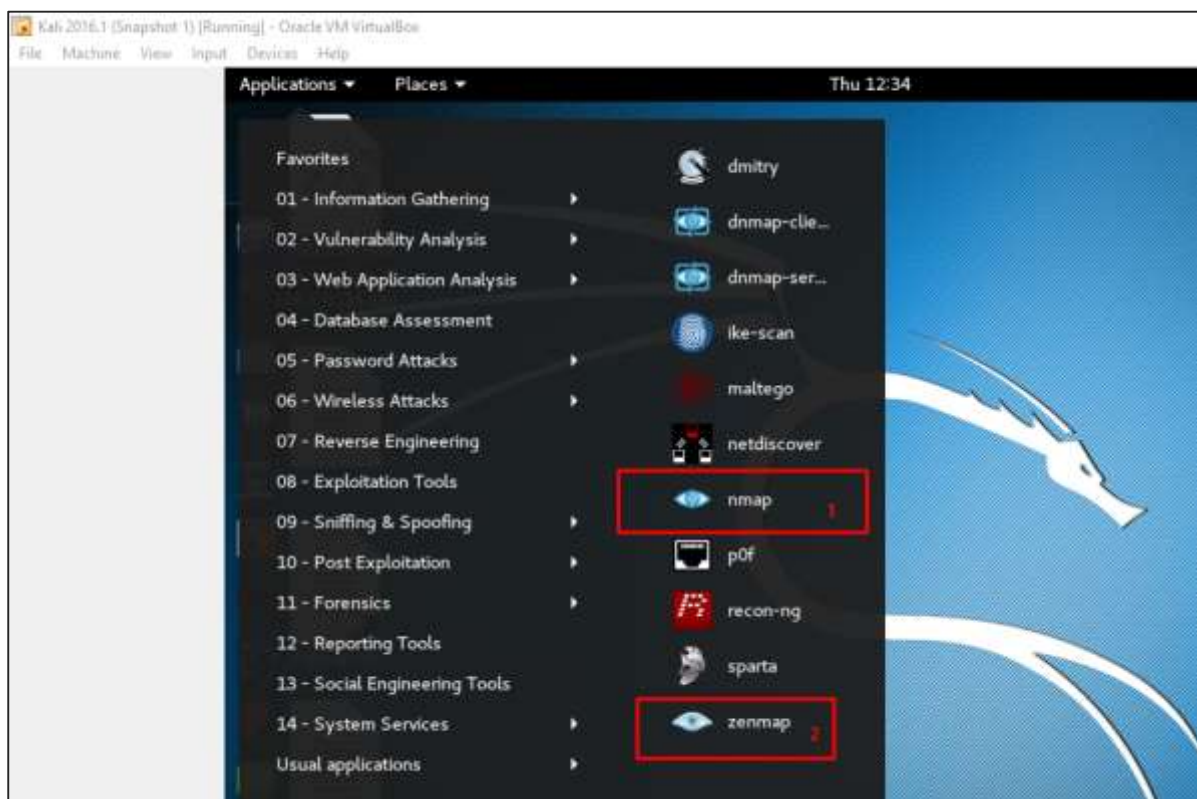 Kali 2016.1 (Snapshot 1) [Running] - Oracle VM VirtualBox
File Machine View Input Devices Help
Applications Places Thu 12:34
Favorites
01 - Information Gathering
02 - Vulnerability Analysis
03 - Web Application Analysis
04 - Database Assessment
05 - Password Attacks
06 - Wireless Attacks
07 - Reverse Engineering
08 - Exploitation Tools
09 - Sniffing & Spoofing
10 - Post Exploitation
11 - Forensics
12 - Reporting Tools
13 - Social Engineering Tools
14 - System Services
Usual applications
dmitry
dnmap-clie...
dnmap-ser...
ike-scan
maltego
netdiscover
nmap 1
p0f
recon-ng
sparta
zenmap 2